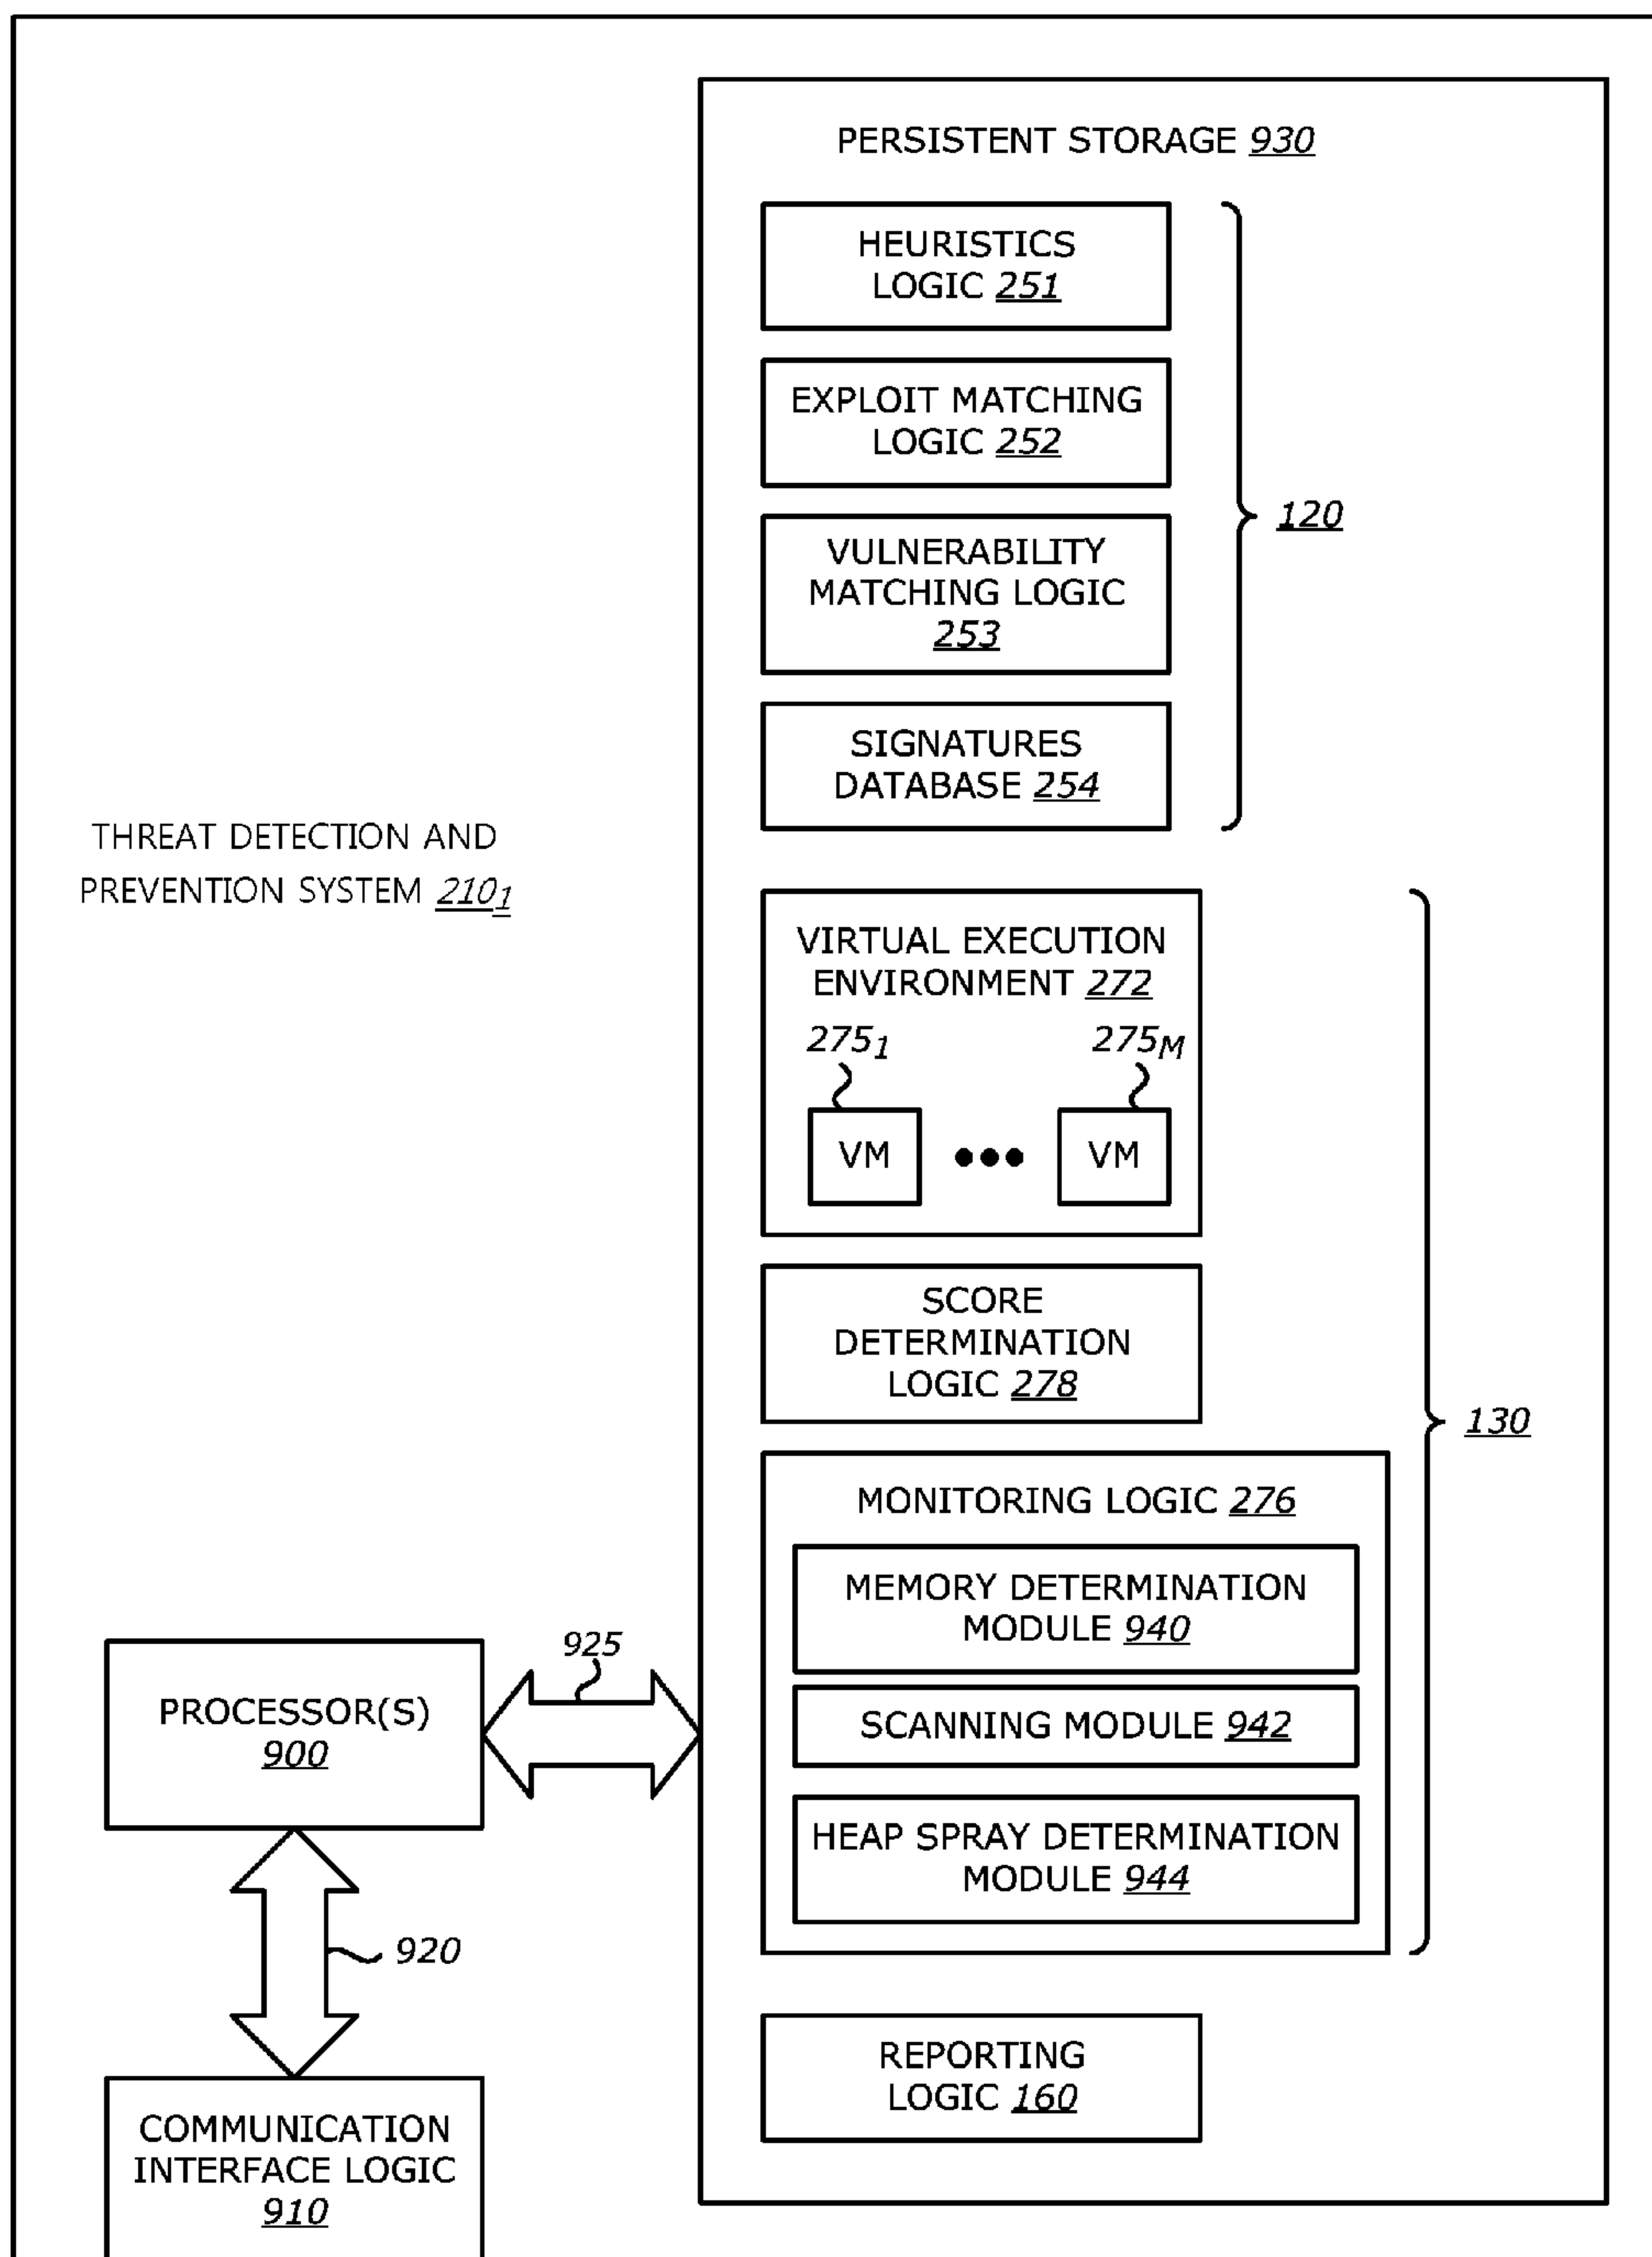 PERSISTENT STORAGE 930
HEURISTICS
LOGIC 251
EXPLOIT MATCHING
LOGIC 252
120
VULNERABILITY
MATCHING LOGIC
253
SIGNATURES
DATABASE 254
THREAT DETECTION AND
PREVENTION SYSTEM 210₁
VIRTUAL EXECUTION
ENVIRONMENT 272
275₁ 275M
VM ••• VM
SCORE
DETERMINATION
LOGIC 278
130
MONITORING LOGIC 276
MEMORY DETERMINATION
MODULE 940
SCANNING MODULE 942
HEAP SPRAY DETERMINATION
MODULE 944
925
PROCESSOR(S)
900
920
REPORTING
LOGIC 160
COMMUNICATION
INTERFACE LOGIC
910